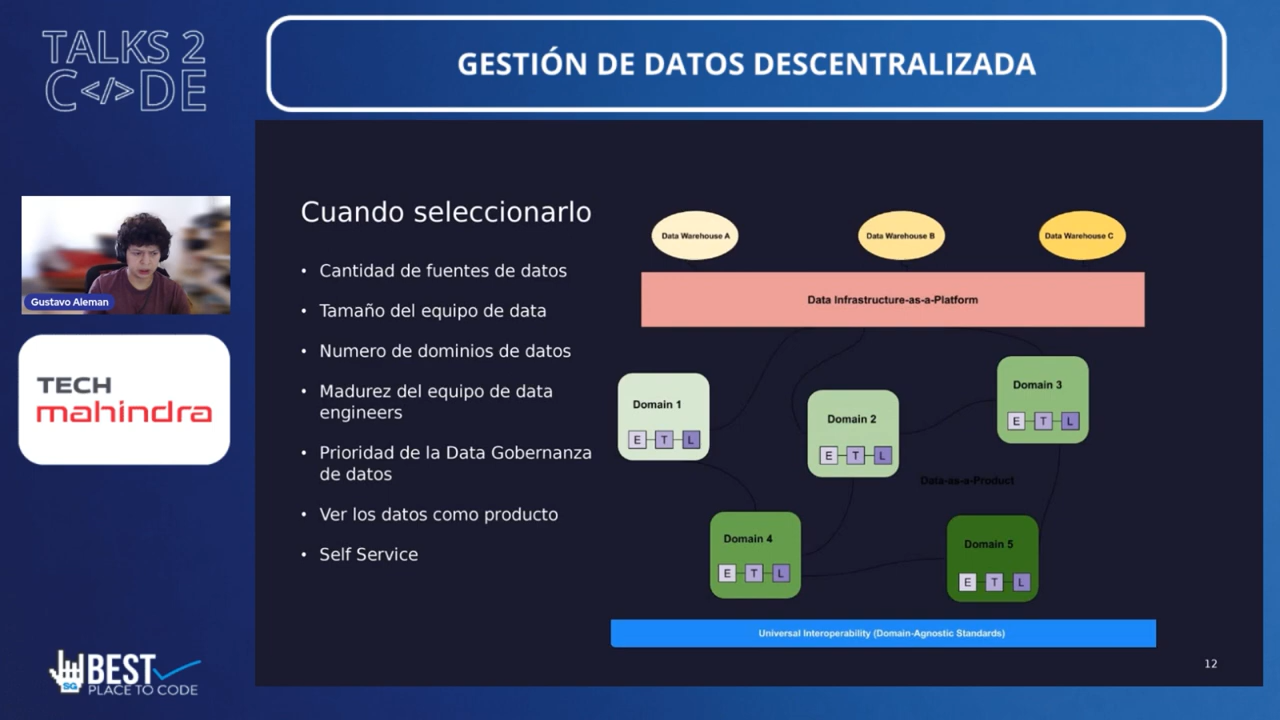 TALKS 2
C</>DE
GESTIÓN DE DATOS DESCENTRALIZADA
Gustavo Aleman
TECH
mahindra
SG
BEST
PLACE TO CODE
Cuando seleccionarlo
• Cantidad de fuentes de datos
• Tamaño del equipo de data
• Numero de dominios de datos
• Madurez del equipo de data
engineers
• Prioridad de la Data Gobernanza
de datos
• Ver los datos como producto
• Self Service
Data Warehouse A
Data Warehouse B
Data Warehouse C
Data Infrastructure-as-a-Platform
Domain 1
E T L
Domain 2
E T L
Domain 3
E T L
Data-as-a-Product
Domain 4
E T L
Domain 5
E T L
Universal Interoperability (Domain-Agnostic Standards)
12